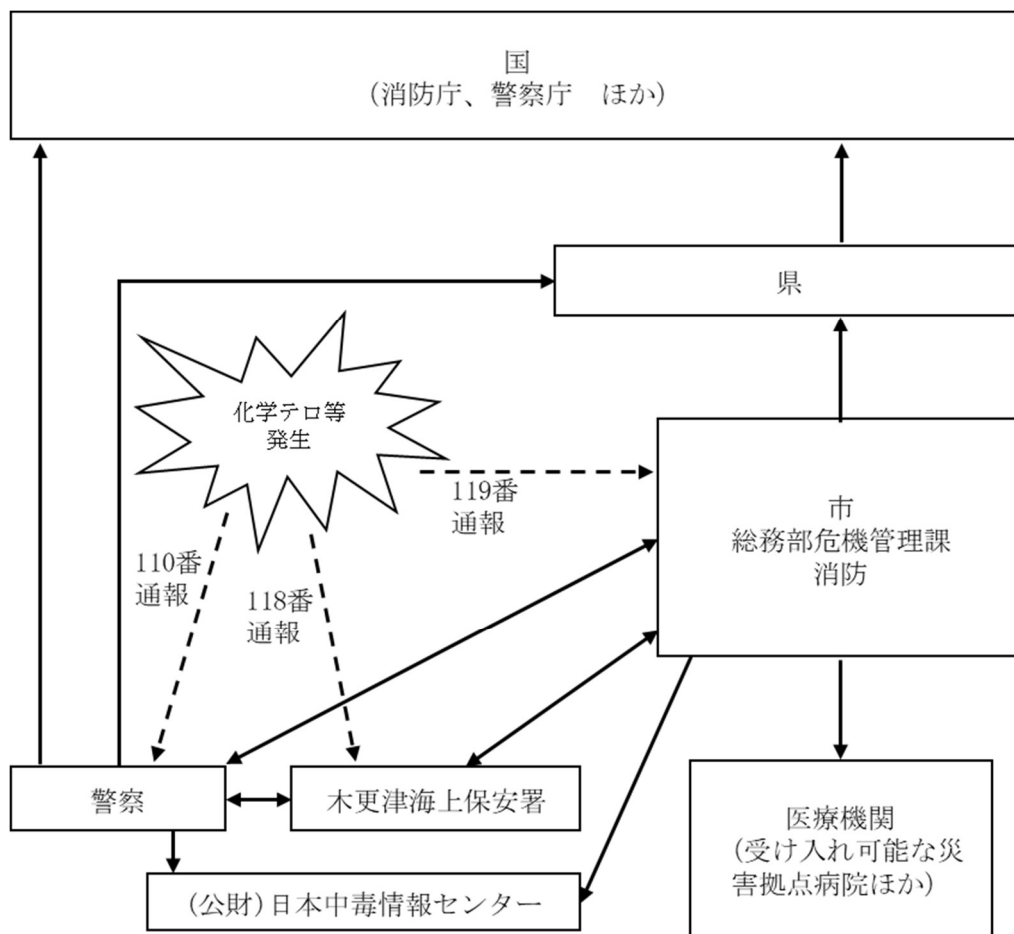 国
（消防庁、警察庁　ほか）
県
化学テロ等
発生
119番
通報
市
総務部危機管理課
消防
110番
通報
118番
通報
警察
木更津海上保安署
医療機関
（受け入れ可能な災
害拠点病院ほか）
（公財）日本中毒情報センター